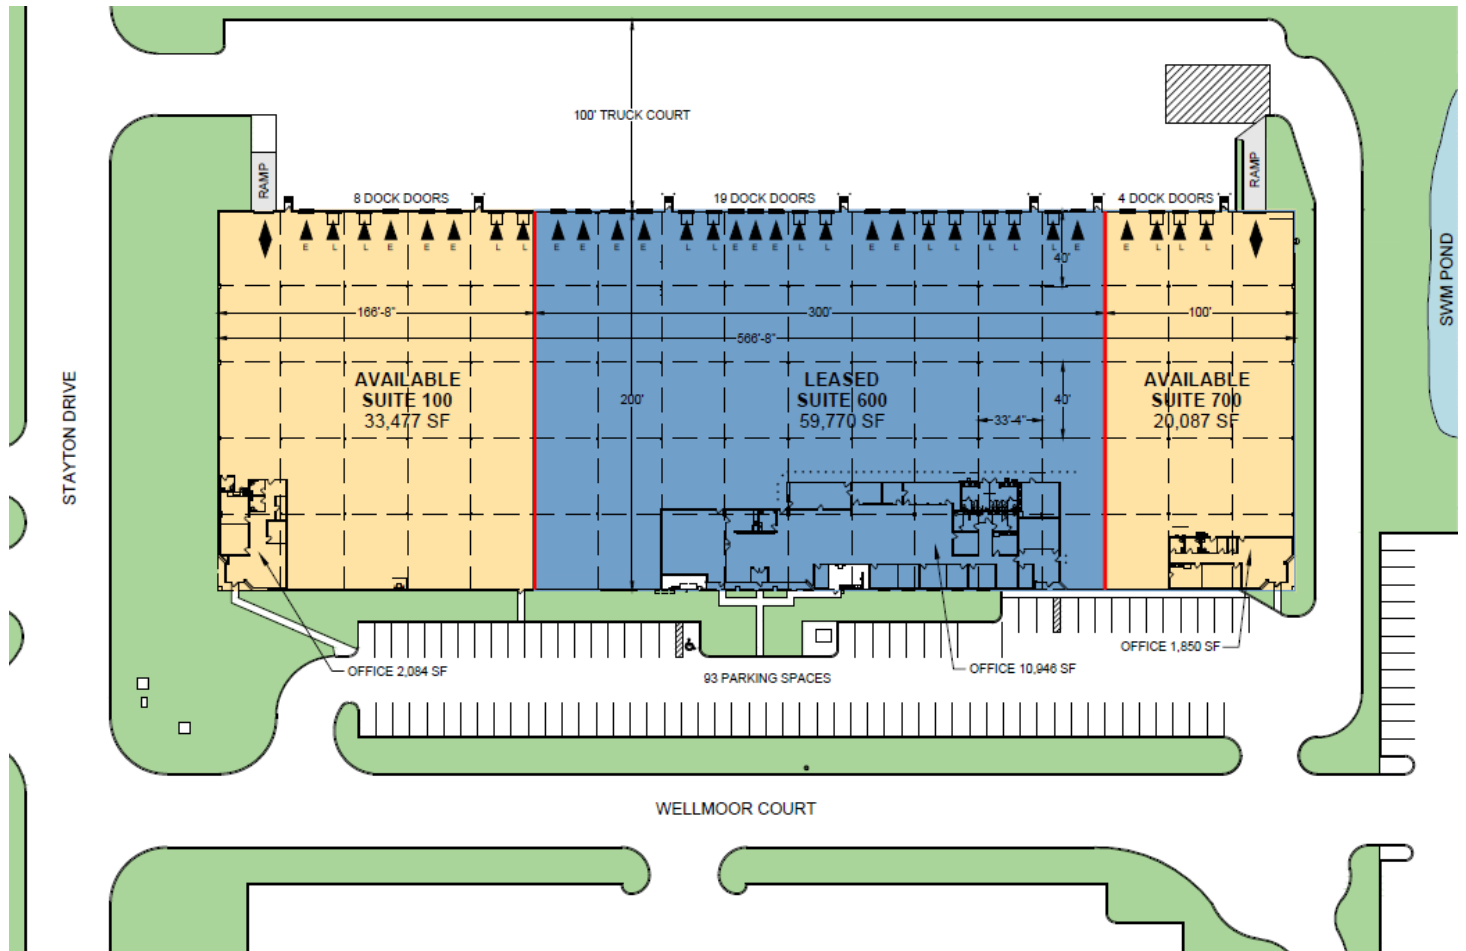 100' TRUCK COURT
RAMP
8 DOCK DOORS
19 DOCK DOORS
4 DOCK DOORS
RAMP
E L L E E E L L
E E E E L L E E E L L E E L L L L L E
E L L L
40'
166'-8"
300'
100'
566'-8"
SWM POND
STAYTON DRIVE
AVAILABLE
SUITE 100
33,477 SF
200'
LEASED
SUITE 600
59,770 SF
33'-4"
40'
AVAILABLE
SUITE 700
20,087 SF
OFFICE 2,084 SF
93 PARKING SPACES
OFFICE 10,946 SF
OFFICE 1,850 SF
WELLMOOR COURT